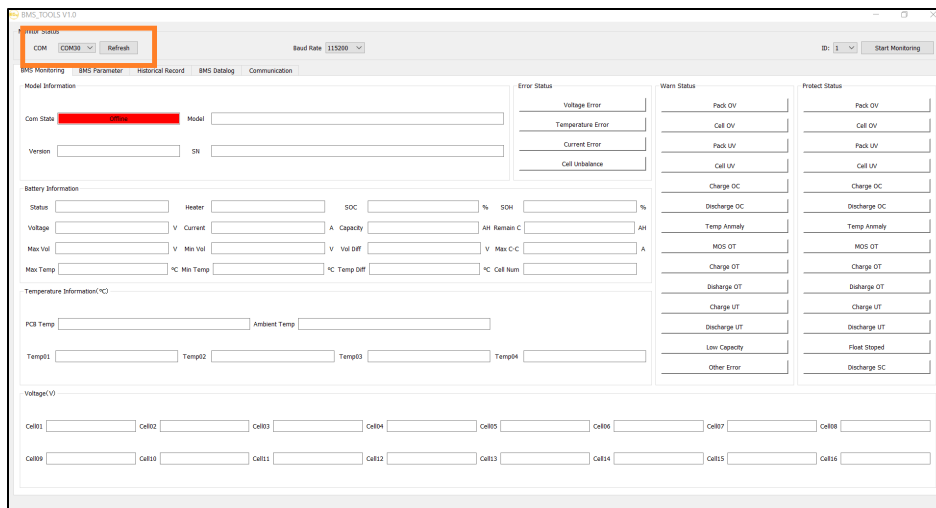 BMS_TOOLS V1.0
Monitor Status
COM COM30 Refresh Baud Rate 115200 ID: 1 Start Monitoring
BMS Monitoring BMS Parameter Historical Record BMS Datalog Communication
Model Information Error Status Warn Status Protect Status
Voltage Error Pack OV Pack OV
Com State Offline Model
Temperature Error Cell OV Cell OV
Current Error Pack UV Pack UV
Version SN
Cell Unbalance Cell UV Cell UV
Battery Information Charge OC Charge OC
Status Heater SOC % SOH % Discharge OC Discharge OC
Voltage V Current A Capacity AH Remain C AH Temp Anmaly Temp Anmaly
Max Vol V Min Vol V Vol Diff V Max C-C A MOS OT MOS OT
Max Temp ℃ Min Temp ℃ Temp Diff ℃ Cell Num Charge OT Charge OT
Temperature Information(℃) Disharge OT Disharge OT
Charge UT Charge UT
PCB Temp Ambient Temp Discharge UT Discharge UT
Low Capacity Float Stoped
Temp01 Temp02 Temp03 Temp04
Other Error Discharge SC
Voltage(V)
Cell01 Cell02 Cell03 Cell04 Cell05 Cell06 Cell07 Cell08
Cell09 Cell10 Cell11 Cell12 Cell13 Cell14 Cell15 Cell16